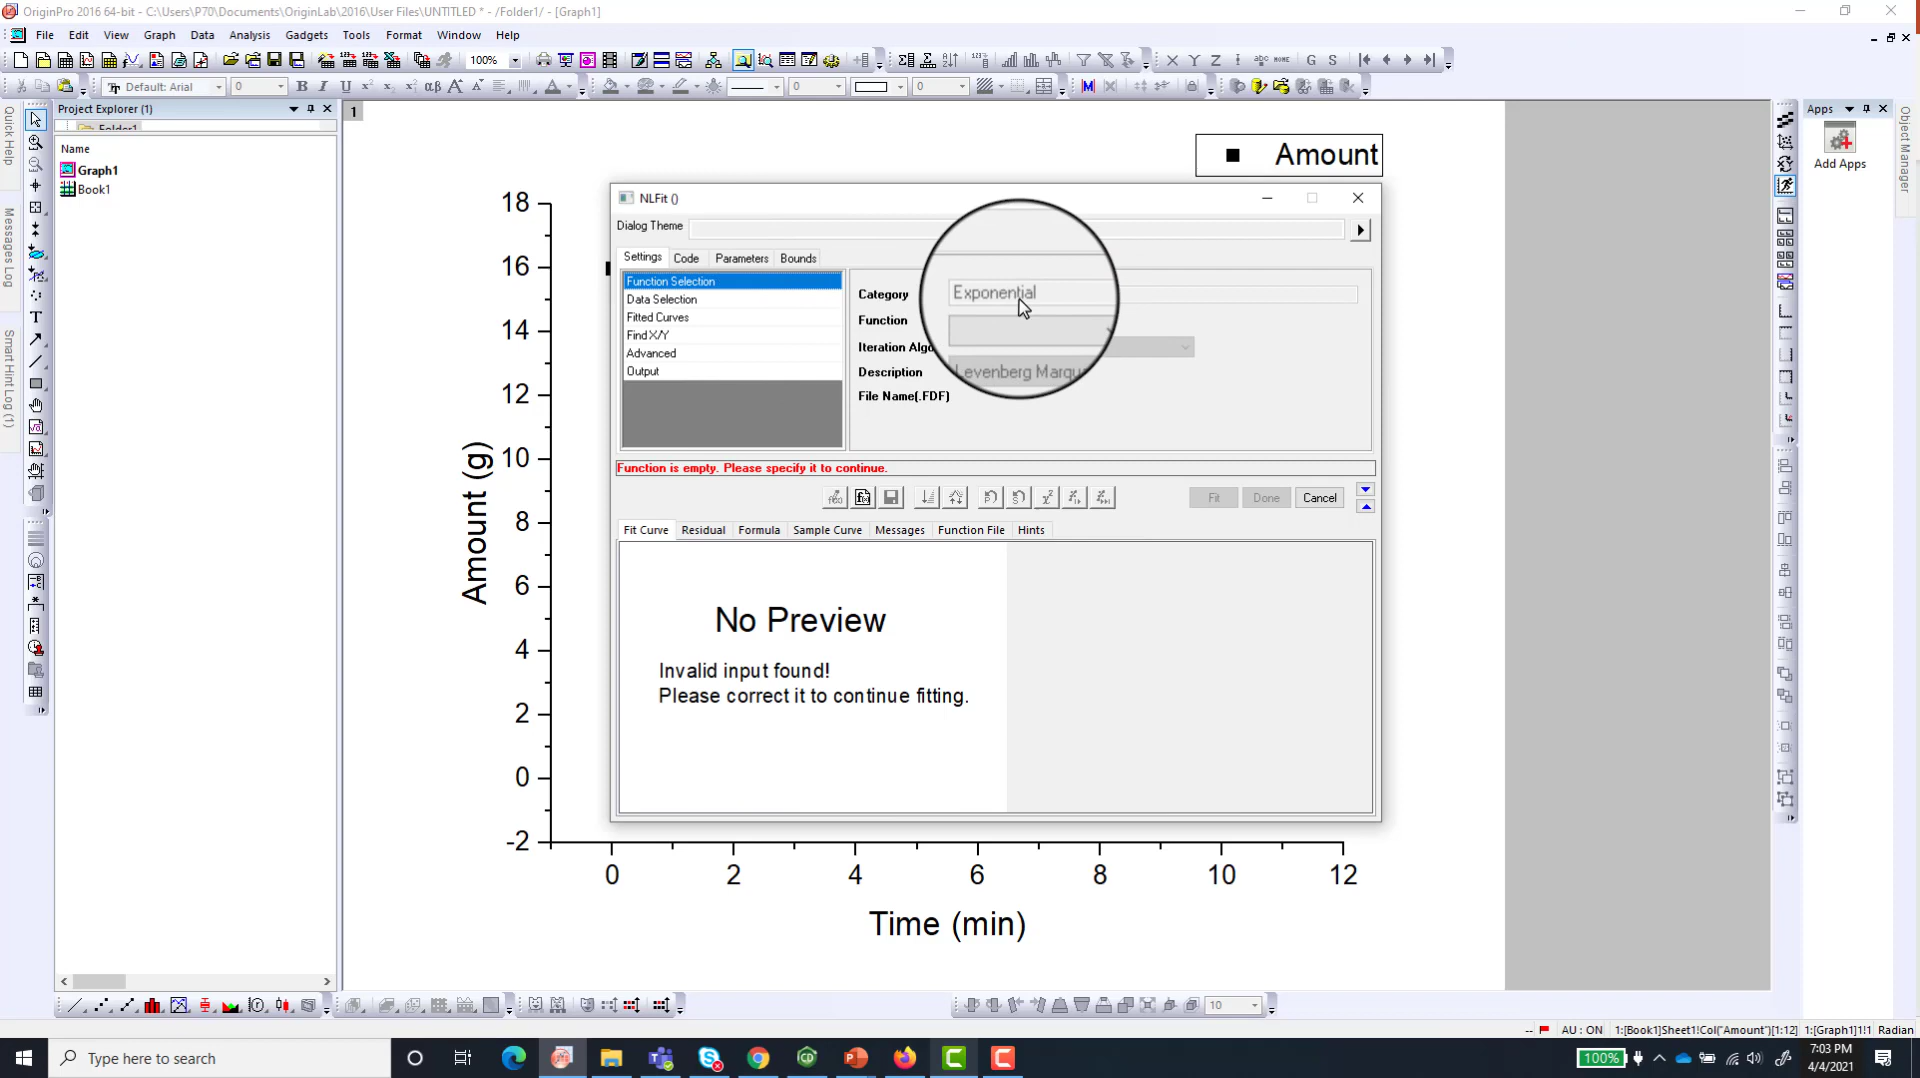 OriginPro 2016 64-bit - C:\Users\P70\Documents\OriginLab\2016\User Files\UNTITLED * - /Folder1/ - [Graph1]
File Edit View Graph Data Analysis Gadgets Tools Format Window Help
100%
Default: Arial 0 B I U 0 0
Quick Help
Messages Log
Smart Hint Log (1)
Project Explorer (1)
Folder1
Name
Graph1
Book1
1
Amount
18
16
14
12
10
8
6
4
2
0
-2
Amount (g)
0 2 4 6 8 10 12
Time (min)
NLFit ()
Dialog Theme
Settings Code Parameters Bounds
Function Selection
Data Selection
Fitted Curves
Find X/Y
Advanced
Output
Category Exponential
Function
Iteration Algo
Description Levenberg Marqu
File Name(.FDF)
Function is empty. Please specify it to continue.
Fit Done Cancel
Fit Curve Residual Formula Sample Curve Messages Function File Hints
No Preview
Invalid input found!
Please correct it to continue fitting.
Apps
Add Apps
Object Manager
10
-- AU : ON 1:[Book1]Sheet1!Col("Amount")[1:12] 1:[Graph1]1!1 Radian
Type here to search
100%
7:03 PM
4/4/2021